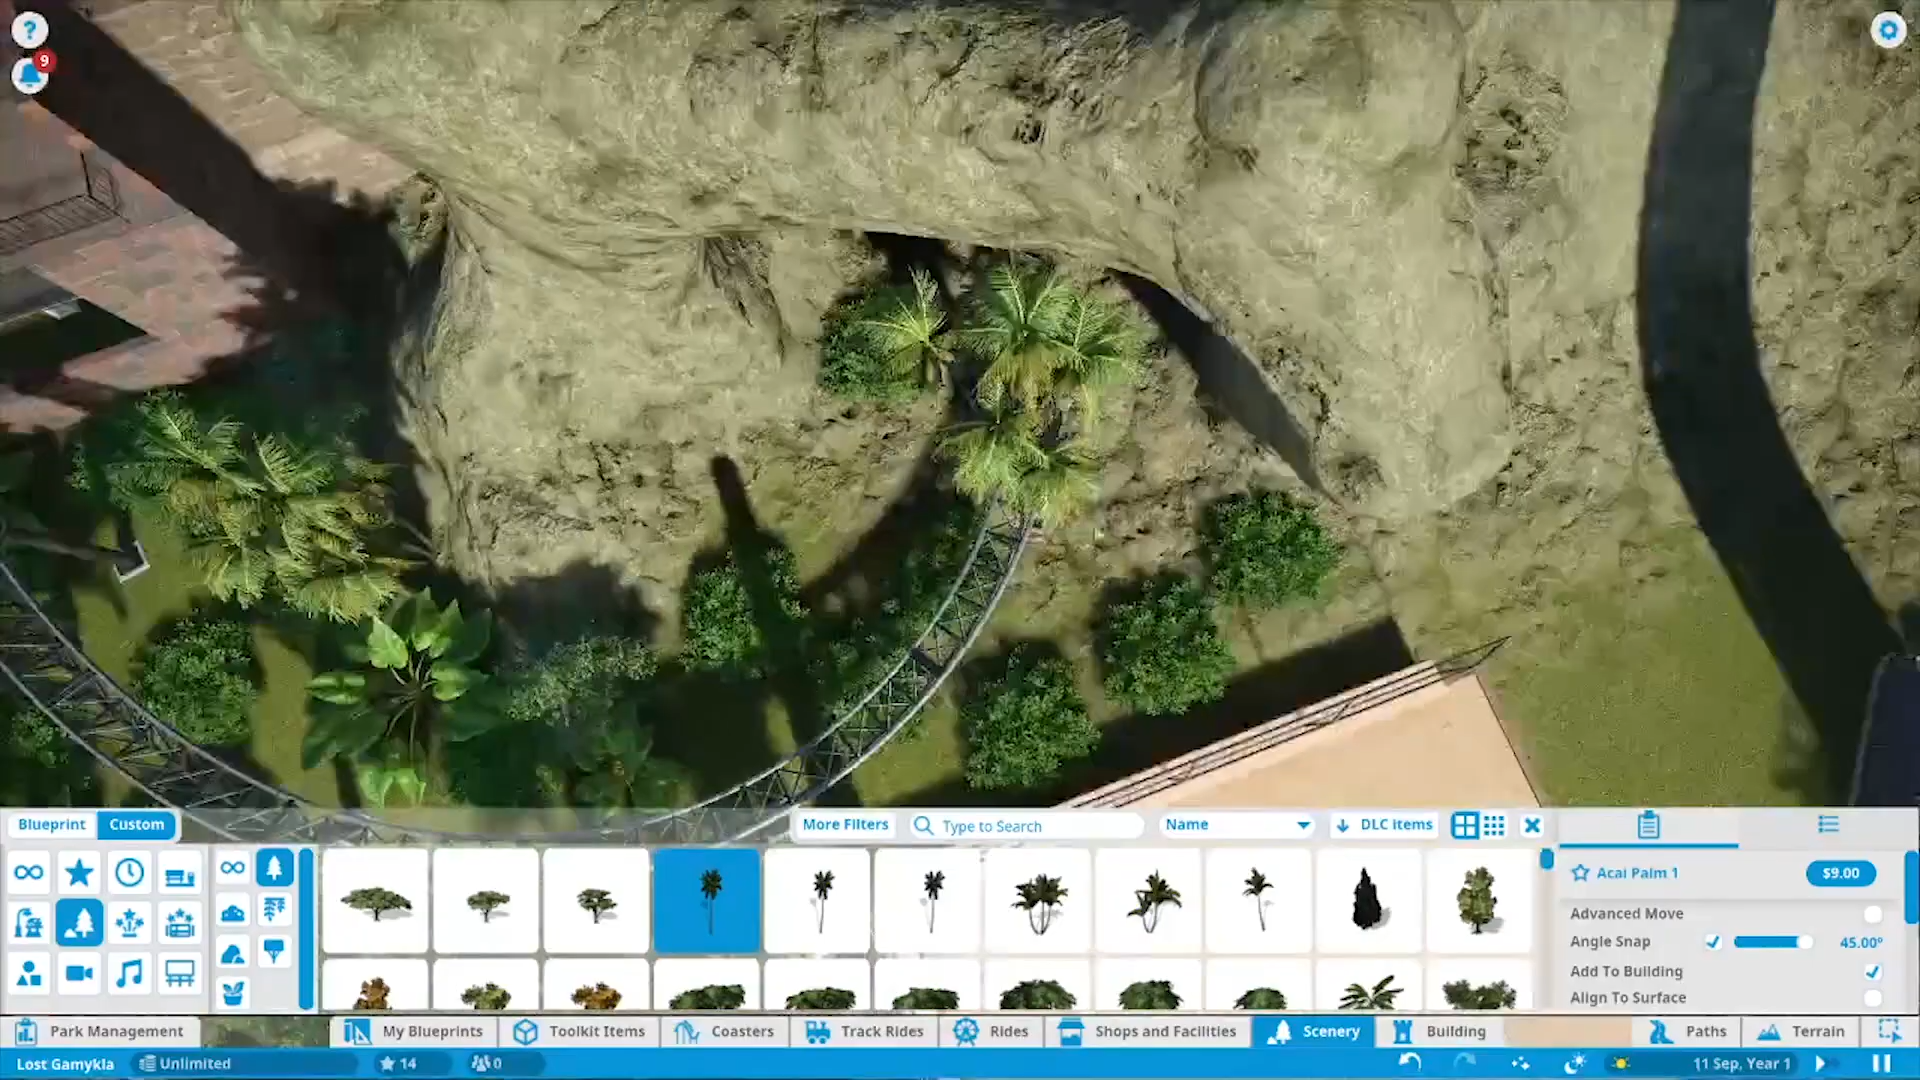 ?
9
Blueprint
Custom
More Filters
Type to Search
Name
DLC items
Acai Palm 1
$9.00
Advanced Move
Angle Snap
45.00°
Add To Building
Align To Surface
Park Management
My Blueprints
Toolkit Items
Coasters
Track Rides
Rides
Shops and Facilities
Scenery
Building
Paths
Terrain
Lost Gamykla
Unlimited
14
0
11 Sep, Year 1